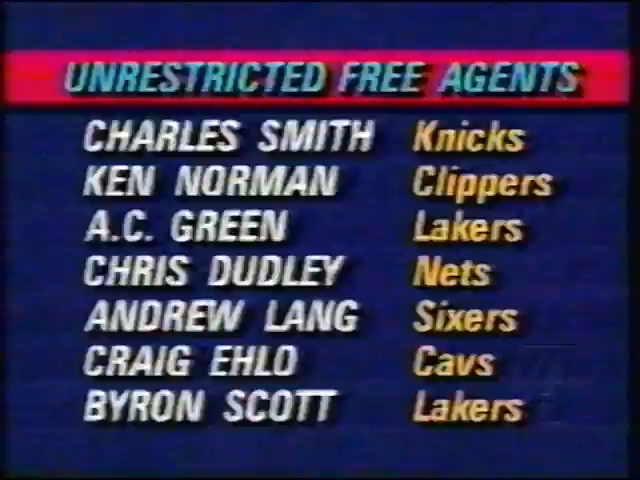 UNRESTRICTED FREE AGENTS
CHARLES SMITH Knicks
KEN NORMAN Clippers
A.C. GREEN Lakers
CHRIS DUDLEY Nets
ANDREW LANG Sixers
CRAIG EHLO Cavs
BYRON SCOTT Lakers